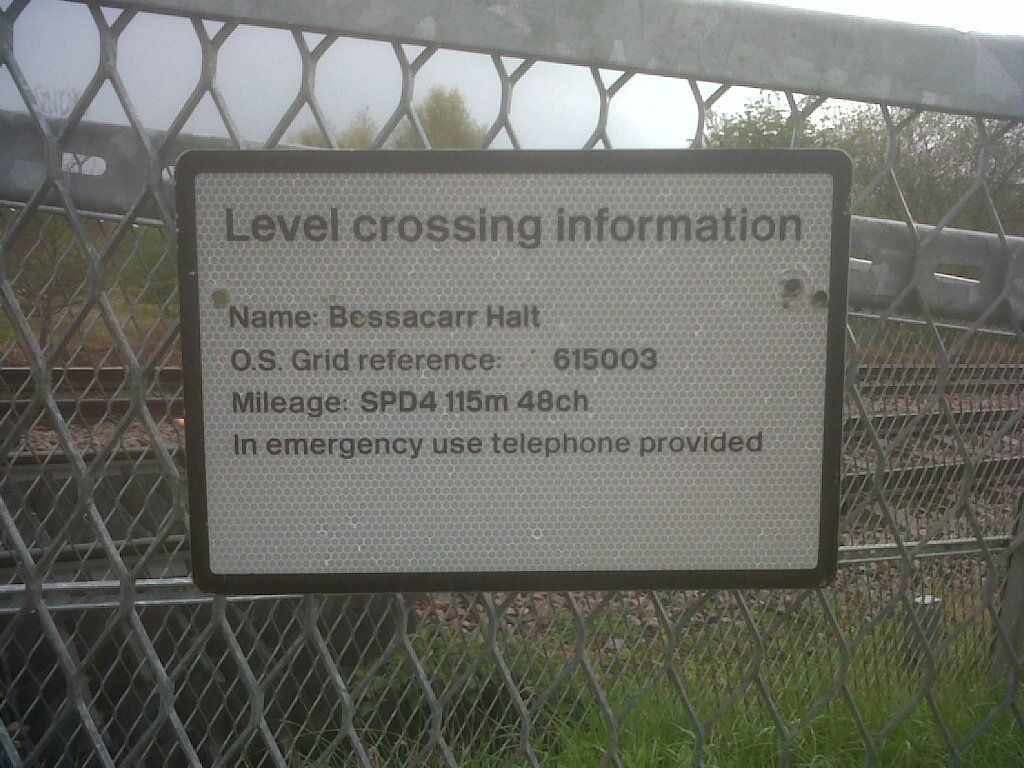 Level crossing information
Name: Bessacarr Halt
O.S. Grid reference: 615003
Mileage: SPD4 115m 48ch
In emergency use telephone provided